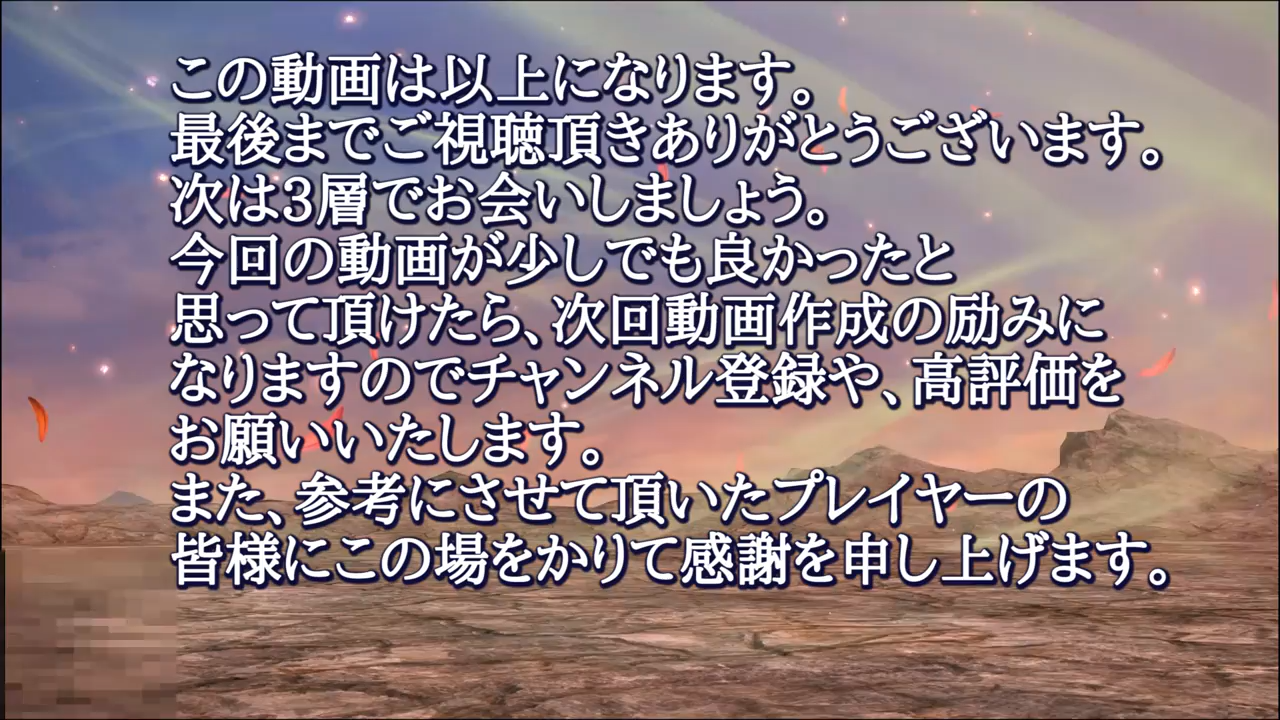 この動画は以上になります。
最後までご視聴頂きありがとうございます。
次は3層でお会いしましょう。
今回の動画が少しでも良かったと
思って頂けたら、次回動画作成の励みに
なりますのでチャンネル登録や、高評価を
お願いいたします。
また、参考にさせて頂いたプレイヤーの
皆様にこの場をかりて感謝を申し上げます。